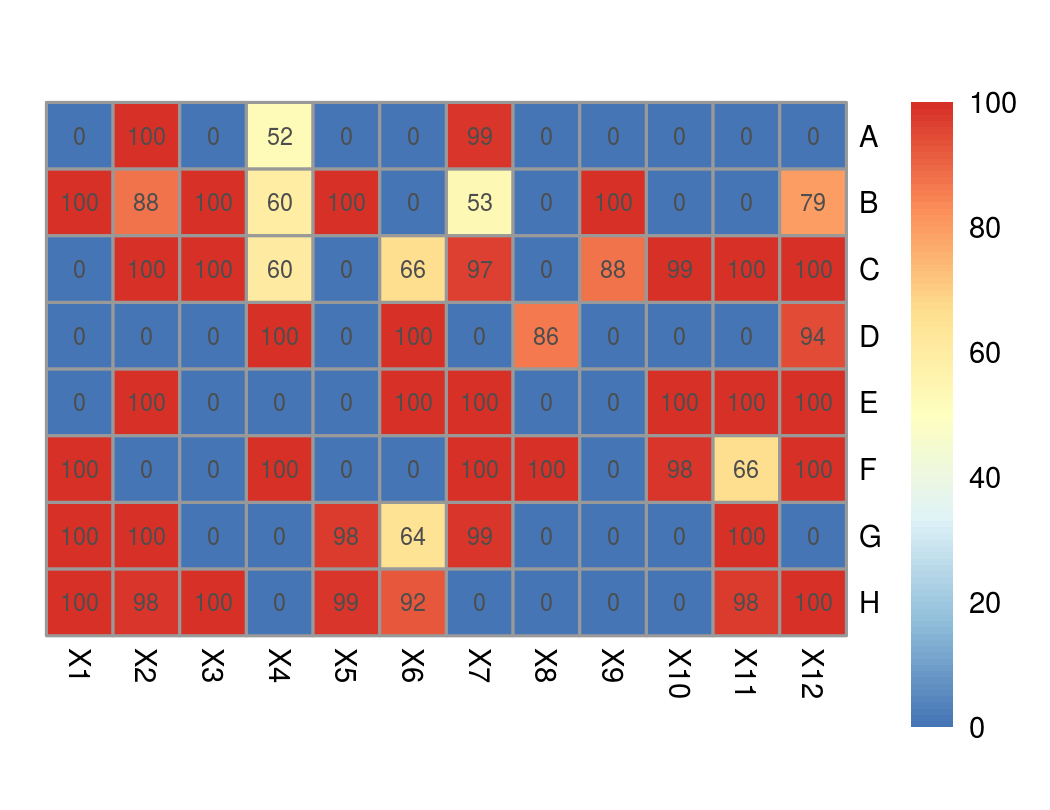 0 100 0 52 0 0 99 0 0 0 0 0 A
100 88 100 60 100 0 53 0 100 0 0 79 B
0 100 100 60 0 66 97 0 88 99 100 100 C
0 0 0 100 0 100 0 86 0 0 0 94 D
0 100 0 0 0 100 100 0 0 100 100 100 E
100 0 0 100 0 0 100 100 0 98 66 100 F
100 100 0 0 98 64 99 0 0 0 100 0 G
100 98 100 0 99 92 0 0 0 0 98 100 H
X1 X2 X3 X4 X5 X6 X7 X8 X9 X10 X11 X12
100
80
60
40
20
0